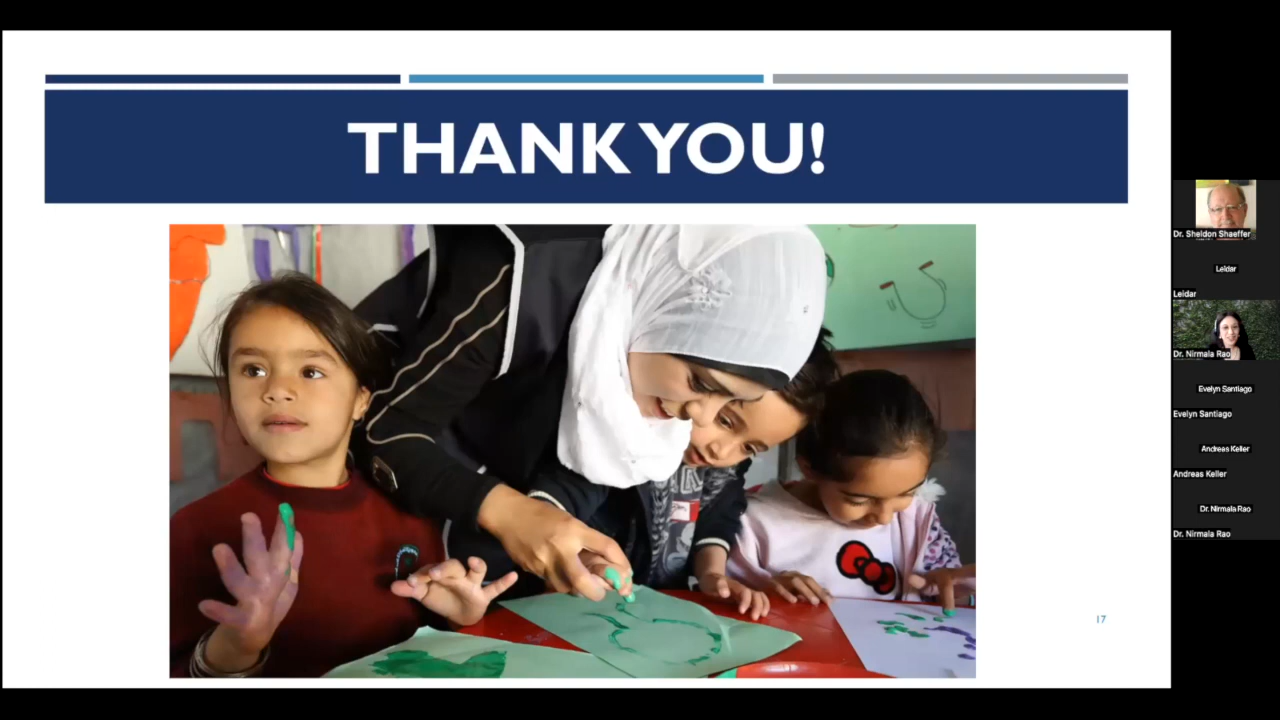 THANK YOU!
17
Dr. Sheldon Shaeffer
Leidar
Leidar
Dr. Nirmala Rao
Evelyn Santiago
Evelyn Santiago
Andreas Keller
Andreas Keller
Dr. Nirmala Rao
Dr. Nirmala Rao